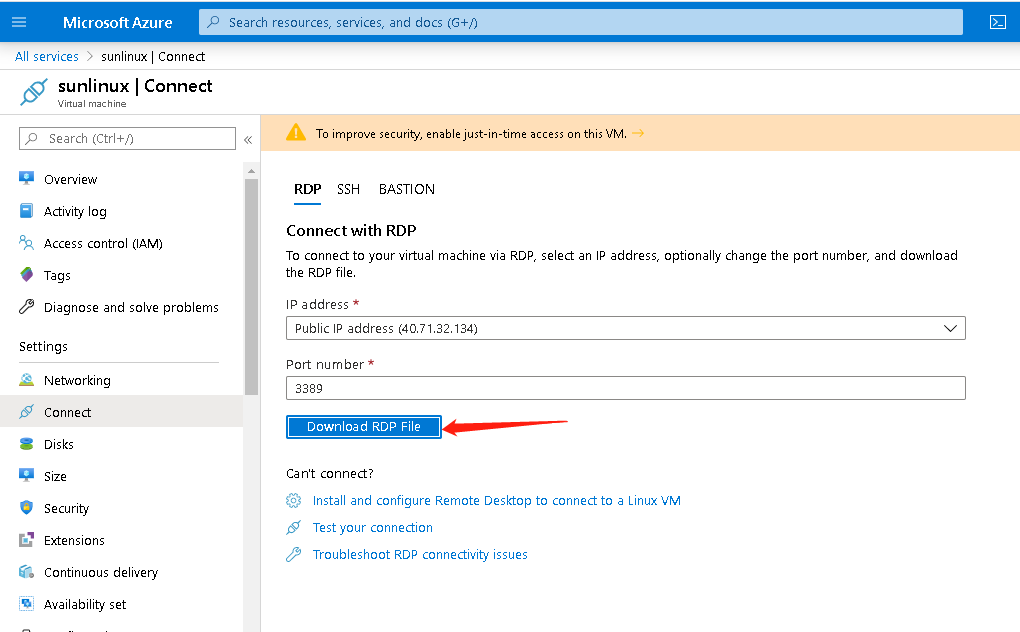 Microsoft Azure
Search resources, services, and docs (G+/)
All services > sunlinux | Connect
sunlinux | Connect
Virtual machine
Search (Ctrl+/)
«
Overview
Activity log
Access control (IAM)
Tags
Diagnose and solve problems
Settings
Networking
Connect
Disks
Size
Security
Extensions
Continuous delivery
Availability set
To improve security, enable just-in-time access on this VM. →
RDP SSH BASTION
Connect with RDP
To connect to your virtual machine via RDP, select an IP address, optionally change the port number, and download
the RDP file.
IP address *
Public IP address (40.71.32.134)
Port number *
3389
Download RDP File
Can't connect?
Install and configure Remote Desktop to connect to a Linux VM
Test your connection
Troubleshoot RDP connectivity issues